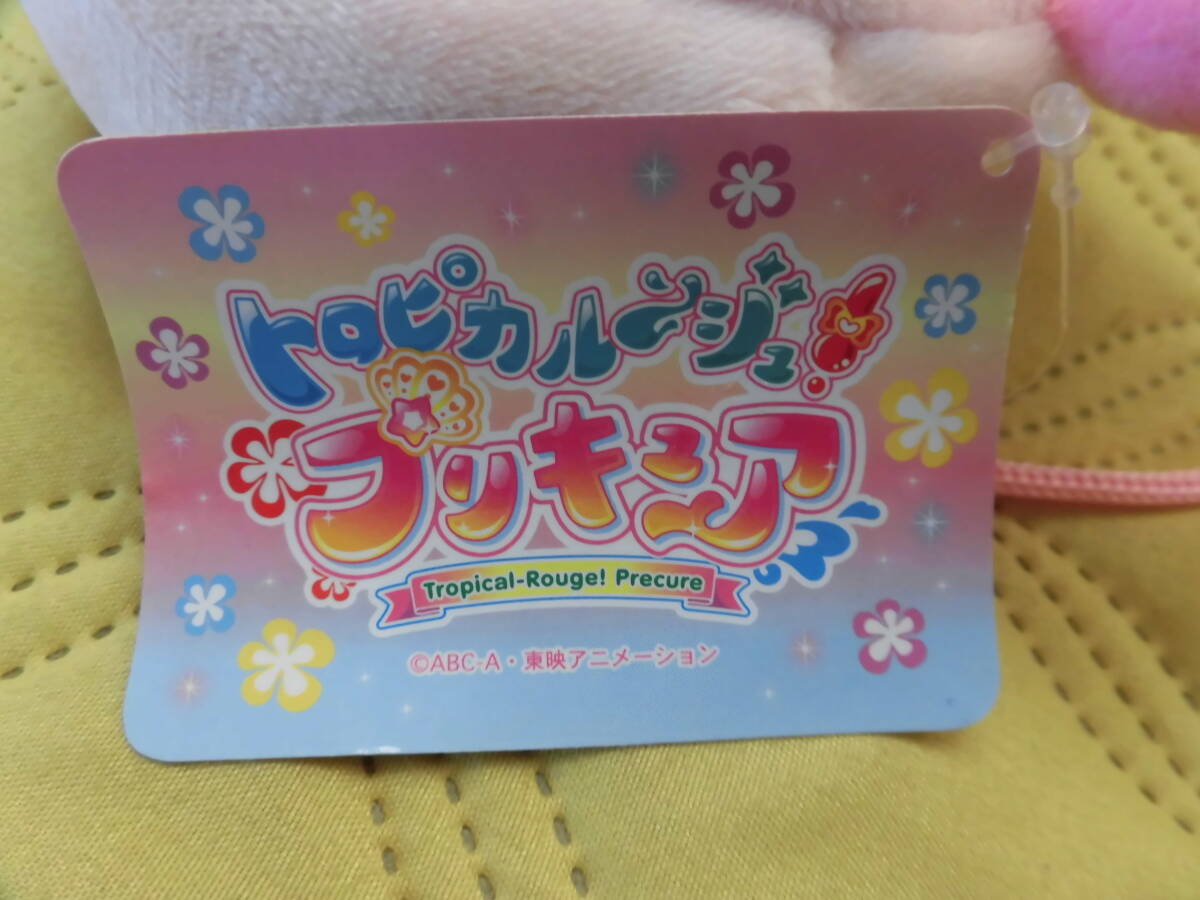 トロピカル〜ジュ！
プリキュア
Tropical-Rouge! Precure
©ABC-A・東映アニメーション